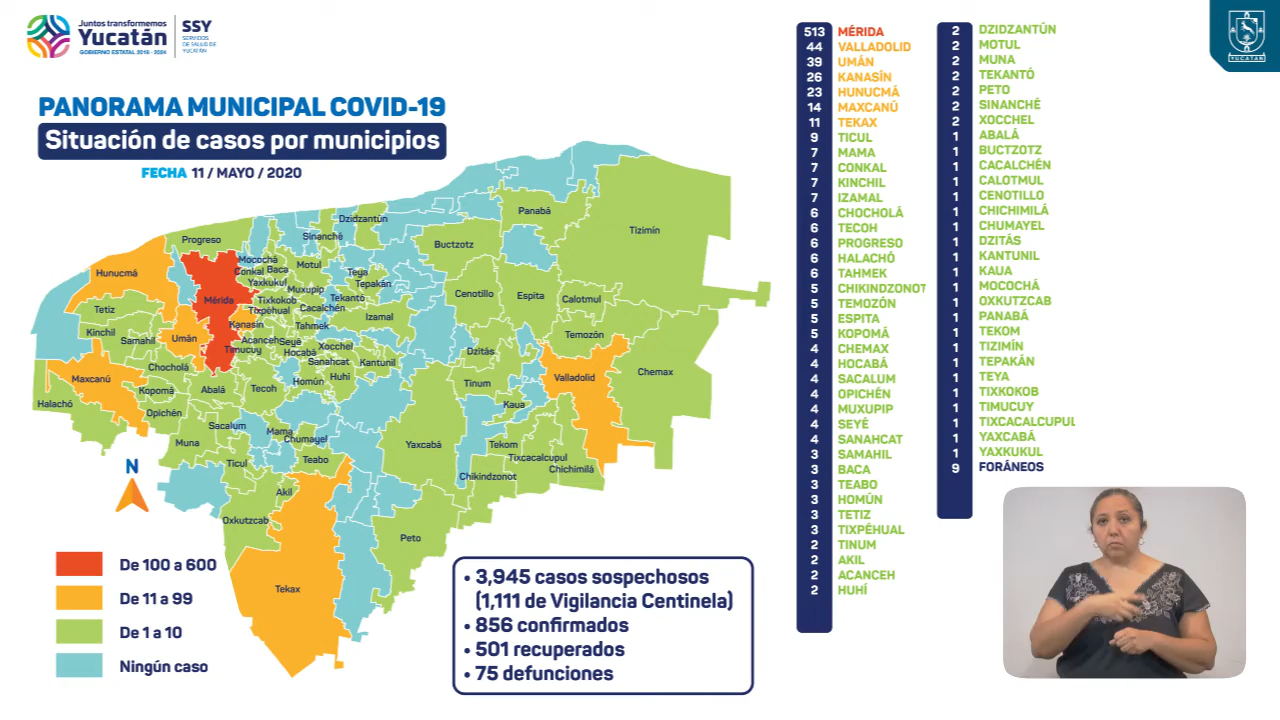 Juntos transformemos
Yucatán
GOBIERNO ESTATAL 2018 - 2024
SSY
SERVICIOS
DE SALUD DE
YUCATÁN
YUCATÁN
PANORAMA MUNICIPAL COVID-19
Situación de casos por municipios
FECHA 11 / MAYO / 2020
513 MÉRIDA
44 VALLADOLID
39 UMÁN
26 KANASÍN
23 HUNUCMÁ
14 MAXCANÚ
11 TEKAX
9 TICUL
7 MAMA
7 CONKAL
7 KINCHIL
7 IZAMAL
6 CHOCHOLÁ
6 TECOH
6 PROGRESO
6 HALACHÓ
6 TAHMEK
5 CHIKINDZONOT
5 TEMOZÓN
5 ESPITA
5 KOPOMÁ
4 CHEMAX
4 HOCABÁ
4 SACALUM
4 OPICHÉN
4 MUXUPIP
4 SEYÉ
4 SANAHCAT
3 SAMAHIL
3 BACA
3 TEABO
3 HOMÚN
3 TETIZ
3 TIXPÉHUAL
2 TINUM
2 AKIL
2 ACANCEH
2 HUHÍ
2 DZIDZANTÚN
2 MOTUL
2 MUNA
2 TEKANTÓ
2 PETO
2 SINANCHÉ
2 XOCCHEL
1 ABALÁ
1 BUCTZOTZ
1 CACALCHÉN
1 CALOTMUL
1 CENOTILLO
1 CHICHIMILÁ
1 CHUMAYEL
1 DZITÁS
1 KANTUNIL
1 KAUA
1 MOCOCHÁ
1 OXKUTZCAB
1 PANABÁ
1 TEKOM
1 TIZIMÍN
1 TEPAKÁN
1 TEYA
1 TIXKOKOB
1 TIMUCUY
1 TIXCACALCUPUL
1 YAXCABÁ
1 YAXKUKUL
9 FORÁNEOS
Panabá
Dzidzantún
Tizimín
Progreso
Sinanché
Buctzotz
Mocochá
Motul
Hunucmá
Conkal
Baca
Teya
Yaxkukul
Tepakán
Muxupip
Mérida
Tixkokob
Tekantó
Cenotillo
Espita
Calotmul
Tetiz
Tixpéhual
Cacalchén
Izamal
Kanasín
Tahmek
Kinchil
Samahil
Umán
Acanceh
Seyé
Temozón
Timucuy
Hocabá
Xocchel
Dzitás
Sanahcat
Kantunil
Chocholá
Chemax
Maxcanú
Huhí
Valladolid
Homún
Tinum
Kopomá
Abalá
Tecoh
Halachó
Kaua
Opichén
Sacalum
Mama
Chumayel
Muna
Yaxcabá
Tekom
Tixcacalcupul
Ticul
Teabo
Chichimilá
Chikindzonot
Akil
Oxkutzcab
Peto
Tekax
N
De 100 a 600
De 11 a 99
De 1 a 10
Ningún caso
• 3,945 casos sospechosos
(1,111 de Vigilancia Centinela)
• 856 confirmados
• 501 recuperados
• 75 defunciones